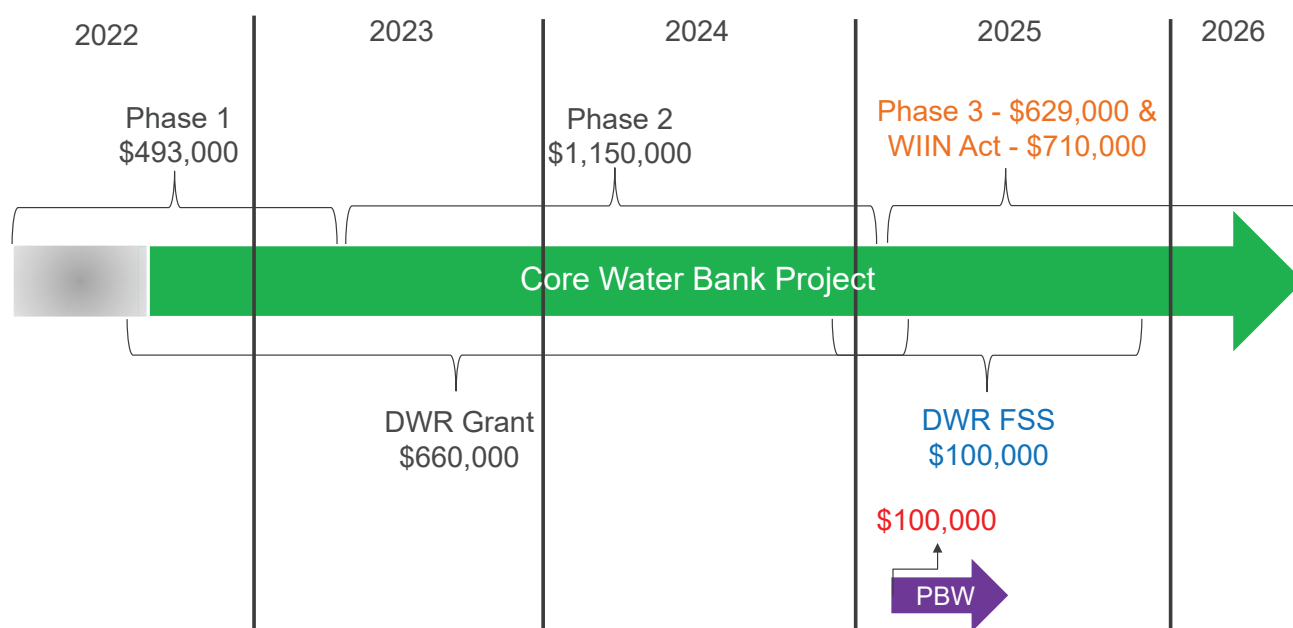 2022
2023
2024
2025
2026
Phase 1
$493,000
Phase 2
$1,150,000
Phase 3 - $629,000 &
WIIN Act - $710,000
Core Water Bank Project
DWR Grant
$660,000
DWR FSS
$100,000
$100,000
PBW